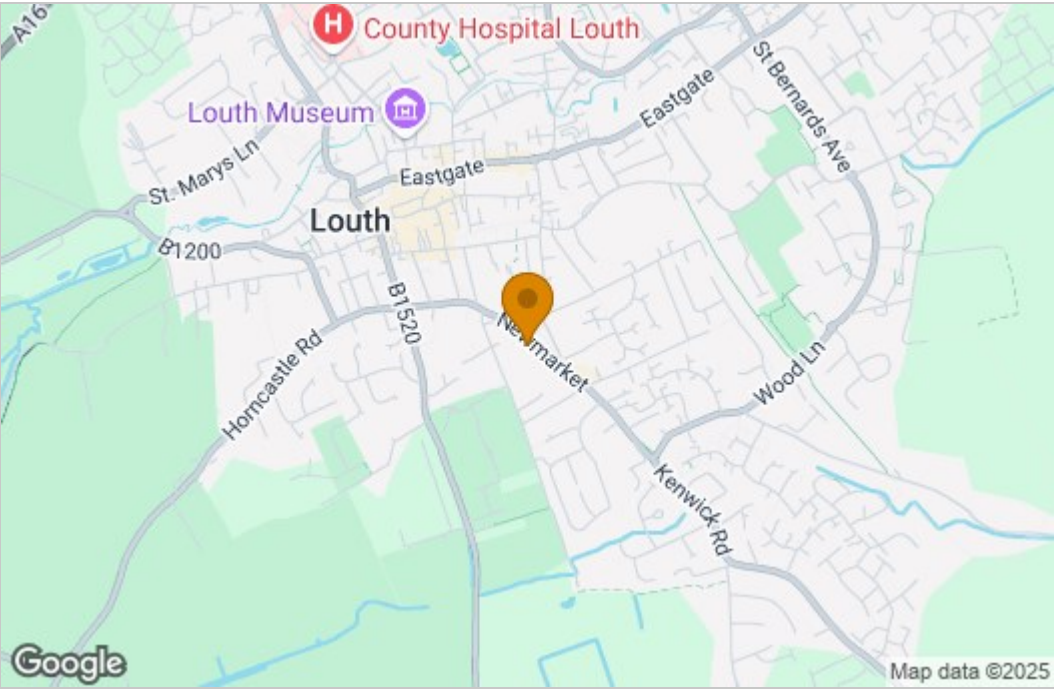 A16
County Hospital Louth
Louth Museum
St Bernards Ave
Eastgate
St. Marys Ln
Eastgate
Louth
B1200
B1520
Newmarket
Horncastle Rd
Wood Ln
Kenwick Rd
Google
Map data ©2025